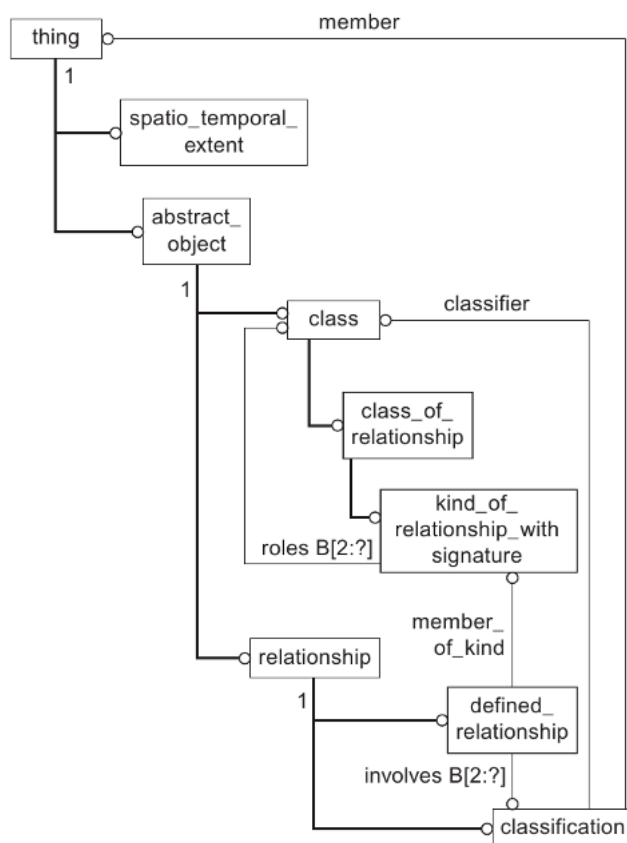 member
thing
1
spatio_temporal_
extent
abstract_
object
1
class
classifier
class_of_
relationship
kind_of_
relationship_with
signature
roles B[2:?]
member_
of_kind
relationship
1
defined_
relationship
involves B[2:?]
classification